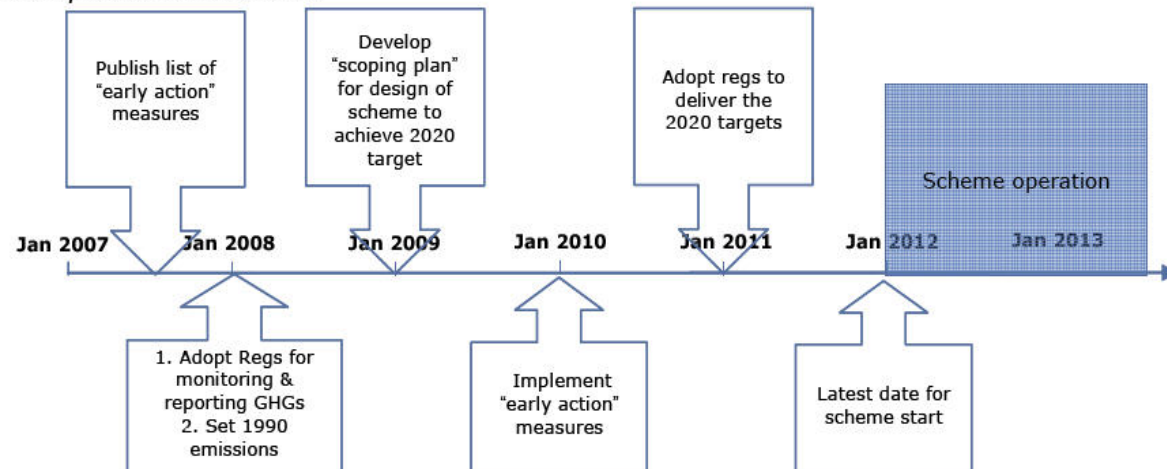 Publish list of
“early action”
measures
Develop
“scoping plan”
for design of
scheme to
achieve 2020
target
Adopt regs to
deliver the
2020 targets
Scheme operation
Jan 2007
Jan 2008
Jan 2009
Jan 2010
Jan 2011
Jan 2012
Jan 2013
1. Adopt Regs for
monitoring &
reporting GHGs
2. Set 1990
emissions
Implement
“early action”
measures
Latest date for
scheme start